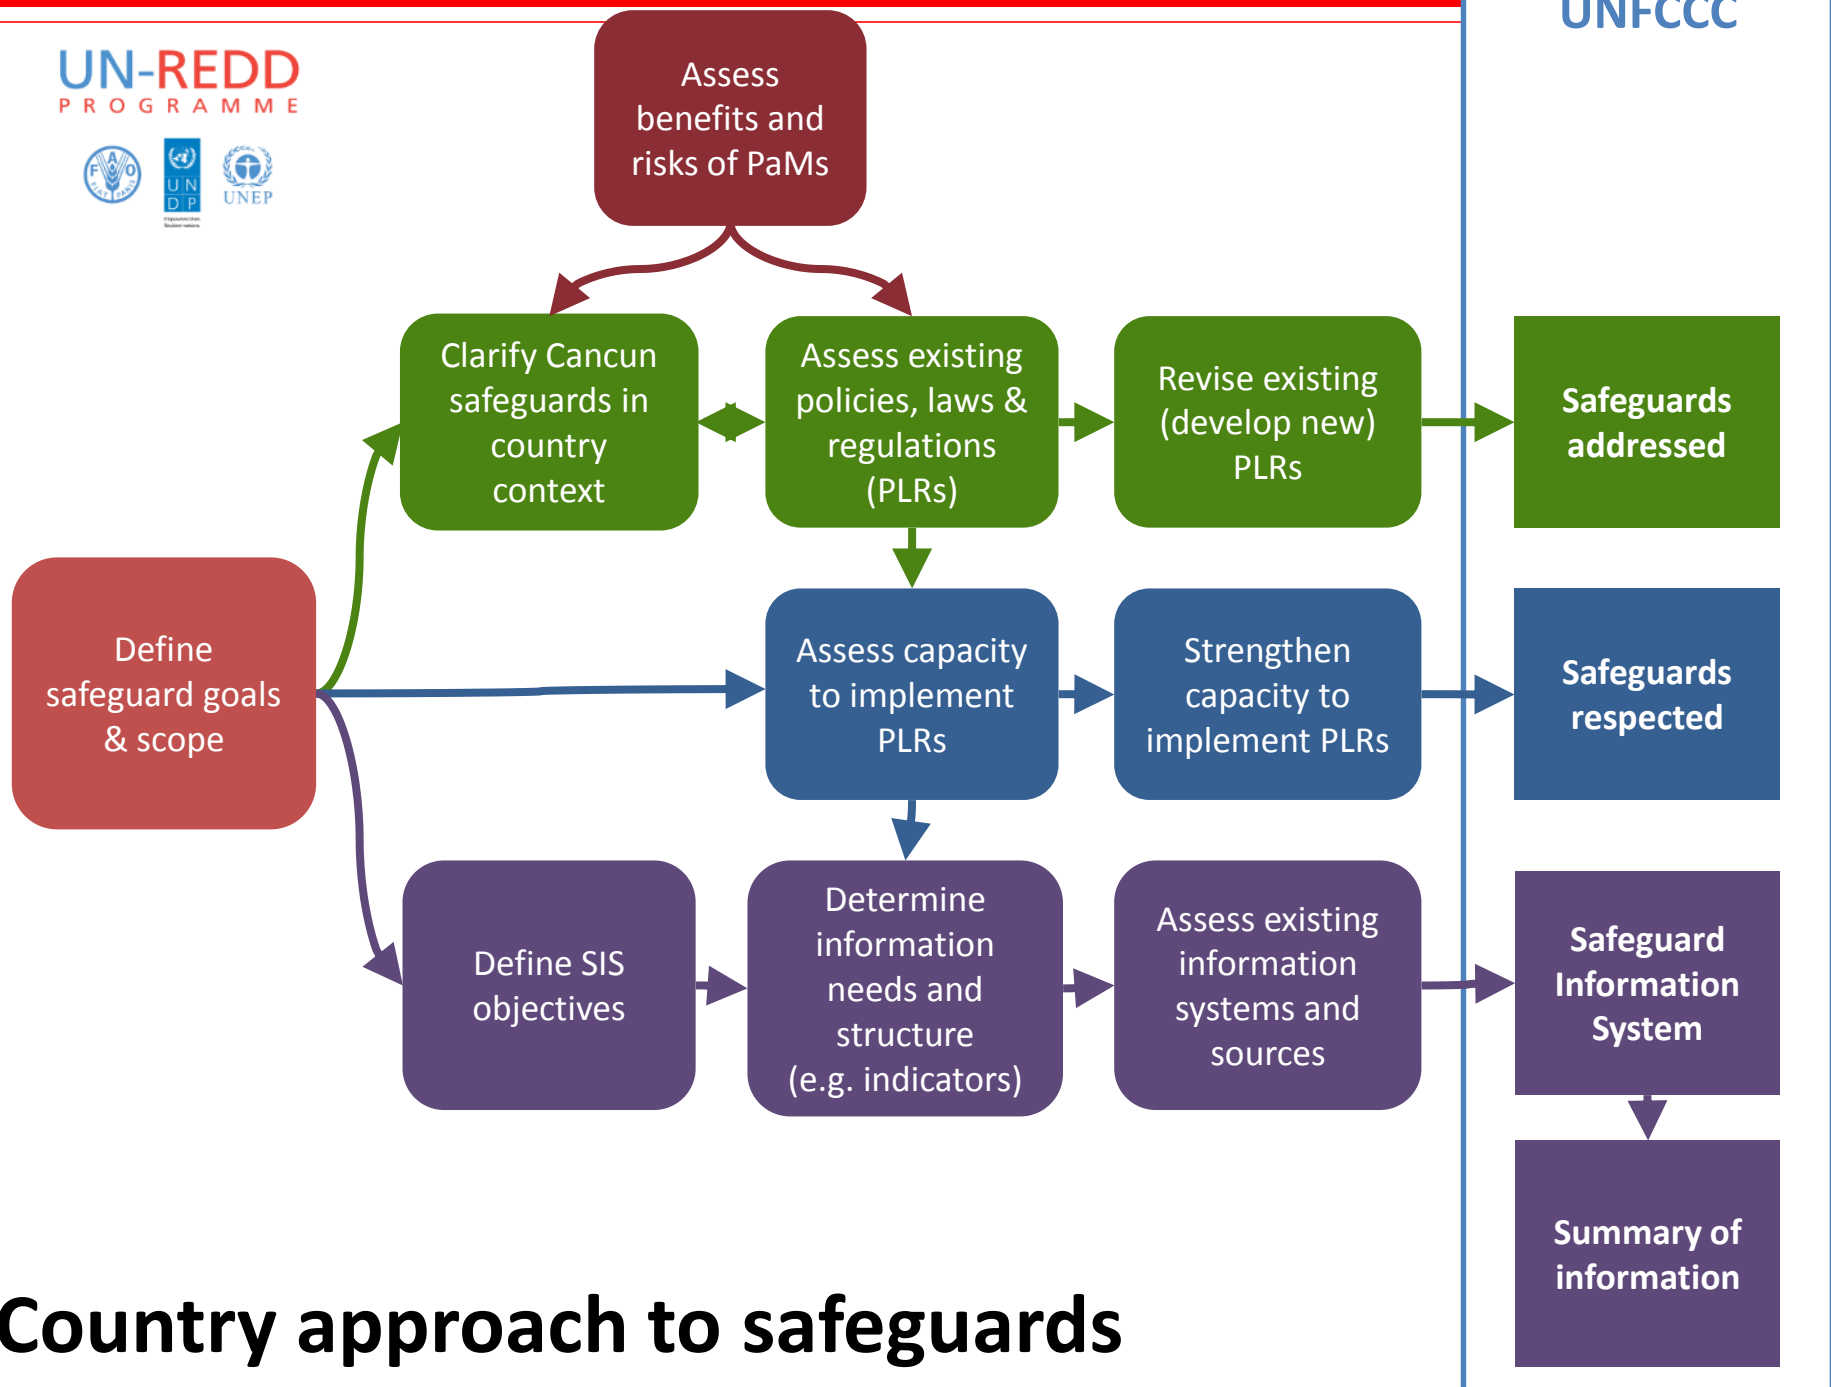 UNFCCC
UN-REDD
PROGRAMME
FAO
FIAT PANIS
UN
DP
UNEP
Assess
benefits and
risks of PaMs
Clarify Cancun
safeguards in
country
context
Assess existing
policies, laws &
regulations
(PLRs)
Revise existing
(develop new)
PLRs
Safeguards
addressed
Define
safeguard goals
& scope
Assess capacity
to implement
PLRs
Strengthen
capacity to
implement PLRs
Safeguards
respected
Define SIS
objectives
Determine
information
needs and
structure
(e.g. indicators)
Assess existing
information
systems and
sources
Safeguard
Information
System
Summary of
information
Country approach to safeguards